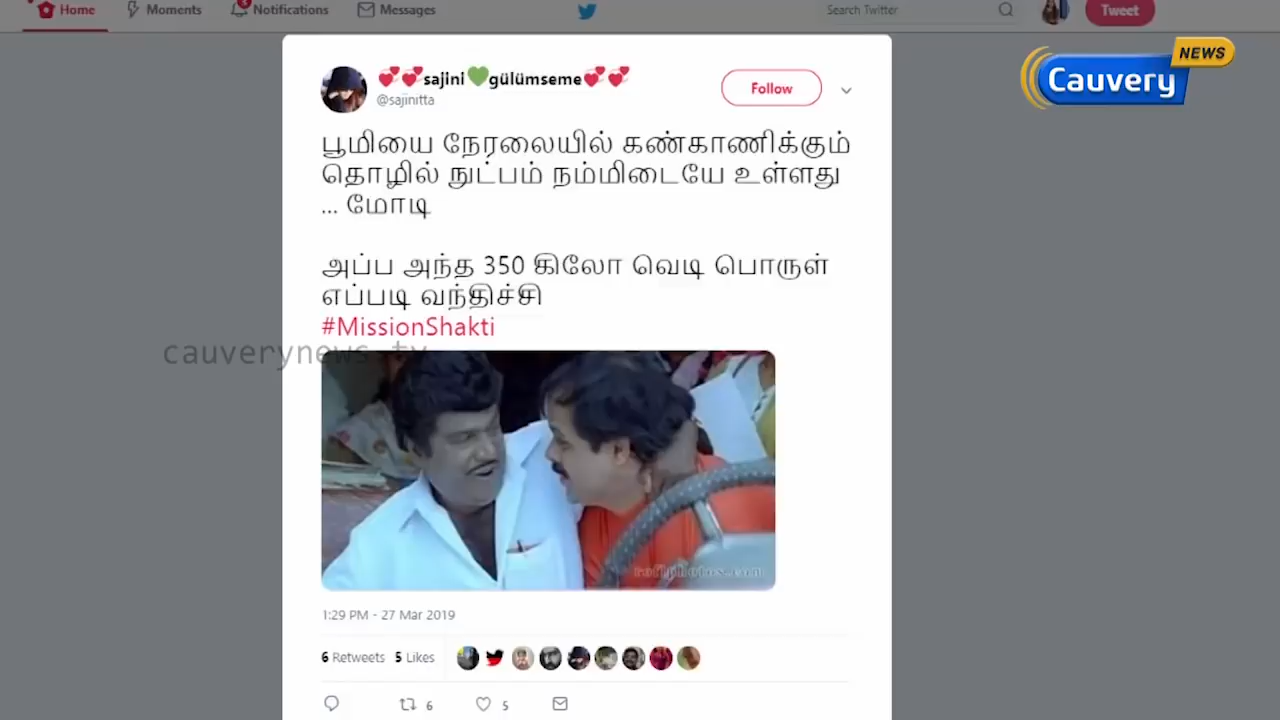 Home Moments Notifications Messages Search Twitter Tweet
Cauvery NEWS
sajini gülümseme
@sajinitta
Follow
பூமியை நேரலையில் கண்காணிக்கும்
தொழில் நுட்பம் நம்மிடையே உள்ளது
... மோடி
அப்ப அந்த 350 கிலோ வெடி பொருள்
எப்படி வந்திச்சி
#MissionShakti
cauverynews.tv
roflphotos.com
1:29 PM - 27 Mar 2019
6 Retweets 5 Likes
6 5